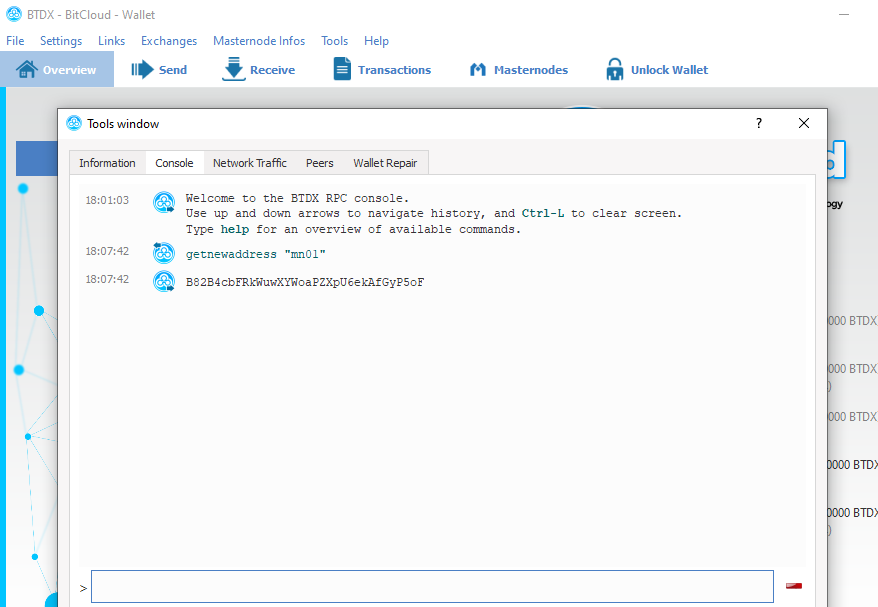 BTDX - BitCloud - Wallet
File Settings Links Exchanges Masternode Infos Tools Help
Overview Send Receive Transactions Masternodes Unlock Wallet
Tools window
?
Information Console Network Traffic Peers Wallet Repair
18:01:03 Welcome to the BTDX RPC console.
Use up and down arrows to navigate history, and Ctrl-L to clear screen.
Type help for an overview of available commands.
18:07:42 getnewaddress "mn01"
18:07:42 B82B4cbFRkWuwXYWoaPZXpU6ekAfGyP5oF
d
ogy
000 BTDX
000 BTDX
)
000 BTDX
0000 BTDX
0000 BTDX
)
>